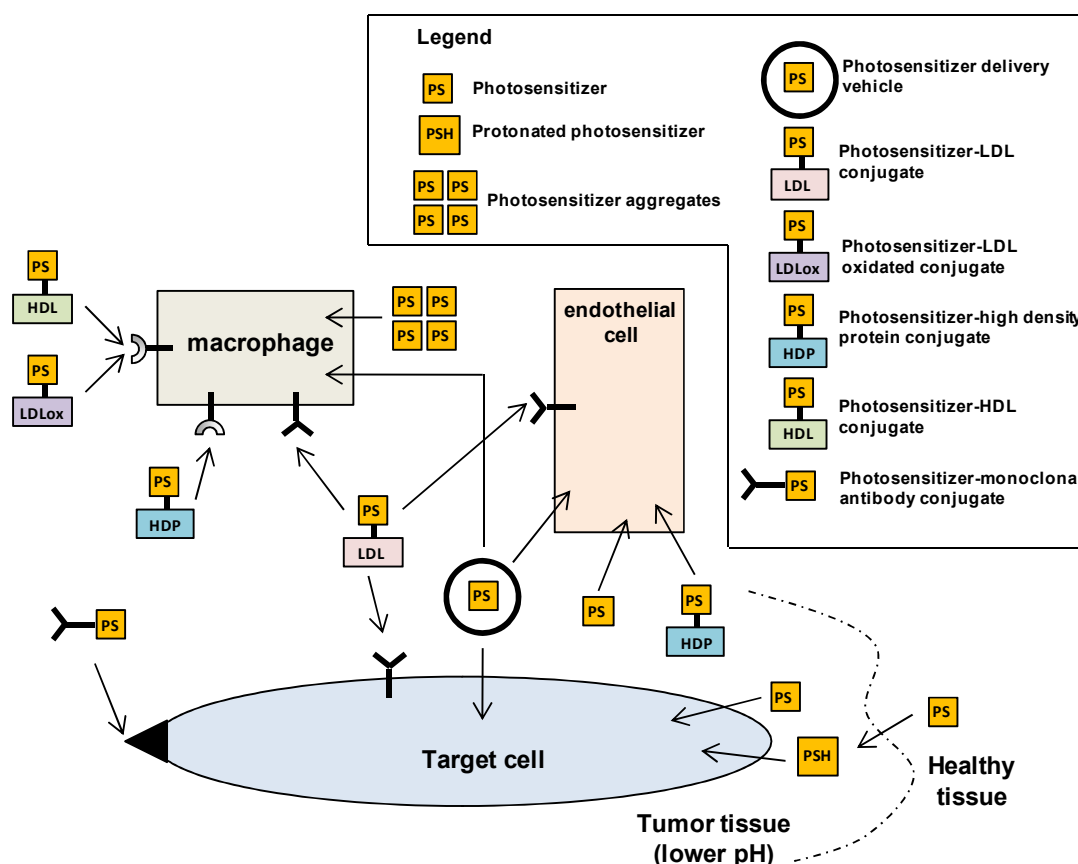 Legend
PS
Photosensitizer
PSH
Protonated photosensitizer
PS PS
PS PS
Photosensitizer aggregates
PS
Photosensitizer delivery
vehicle
PS
LDL
Photosensitizer-LDL
conjugate
PS
LDLox
Photosensitizer-LDL
oxidated conjugate
PS
HDP
Photosensitizer-high density
protein conjugate
PS
HDL
Photosensitizer-HDL
conjugate
PS
Photosensitizer-monoclona
antibody conjugate
PS
HDL
PS
LDLox
macrophage
PS PS
PS PS
endothelial
cell
PS
HDP
PS
LDL
PS
PS
PS
HDP
PS
PS
PSH
PS
Target cell
Healthy
tissue
Tumor tissue
(lower pH)